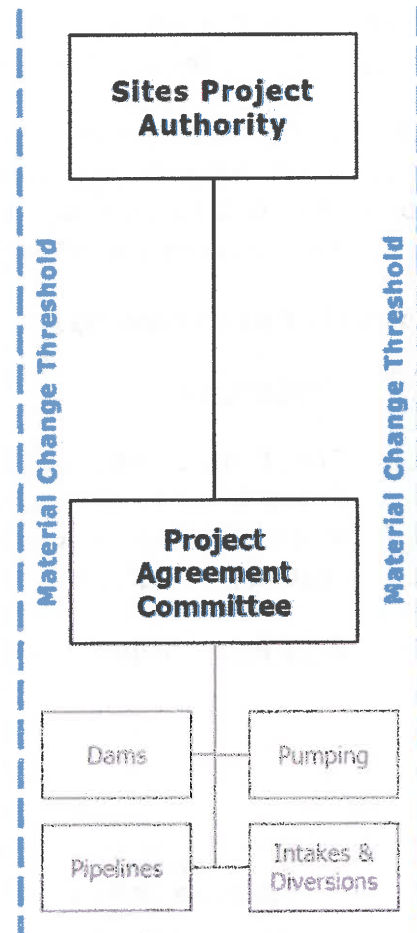 Sites Project
Authority
Material Change Threshold
Material Change Threshold
Project
Agreement
Committee
Dams
Pumping
Pipelines
Intakes &
Diversions